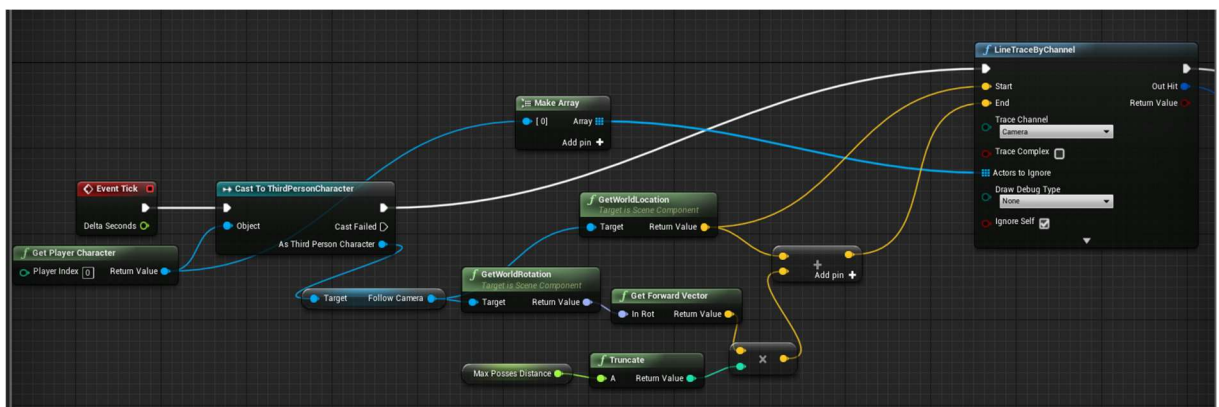 LineTraceByChannel
Start
Out Hit
End
Return Value
Trace Channel
Camera
Trace Complex
Actors to Ignore
Draw Debug Type
None
Ignore Self
Make Array
[0]
Array
Add pin +
Event Tick
Delta Seconds
Cast To ThirdPersonCharacter
Object
Cast Failed
As Third Person Character
Get Player Character
Player Index 0
Return Value
Target
Follow Camera
GetWorldLocation
Target is Scene Component
Target
Return Value
GetWorldRotation
Target is Scene Component
Target
Return Value
Get Forward Vector
In Rot
Return Value
+
Add pin +
Max Posses Distance
Truncate
A
Return Value
X